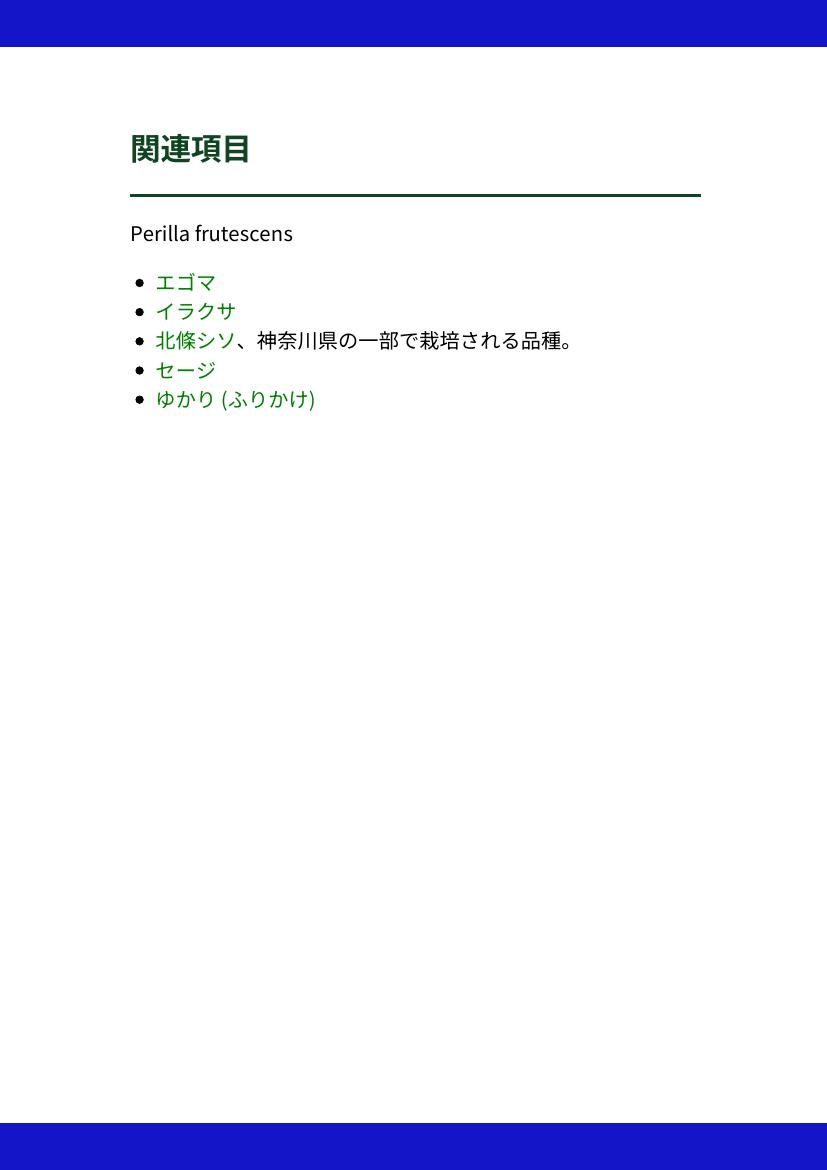 関連項目
Perilla frutescens
エゴマ
イラクサ
北條シソ、神奈川県の一部で栽培される品種。
セージ
ゆかり (ふりかけ)